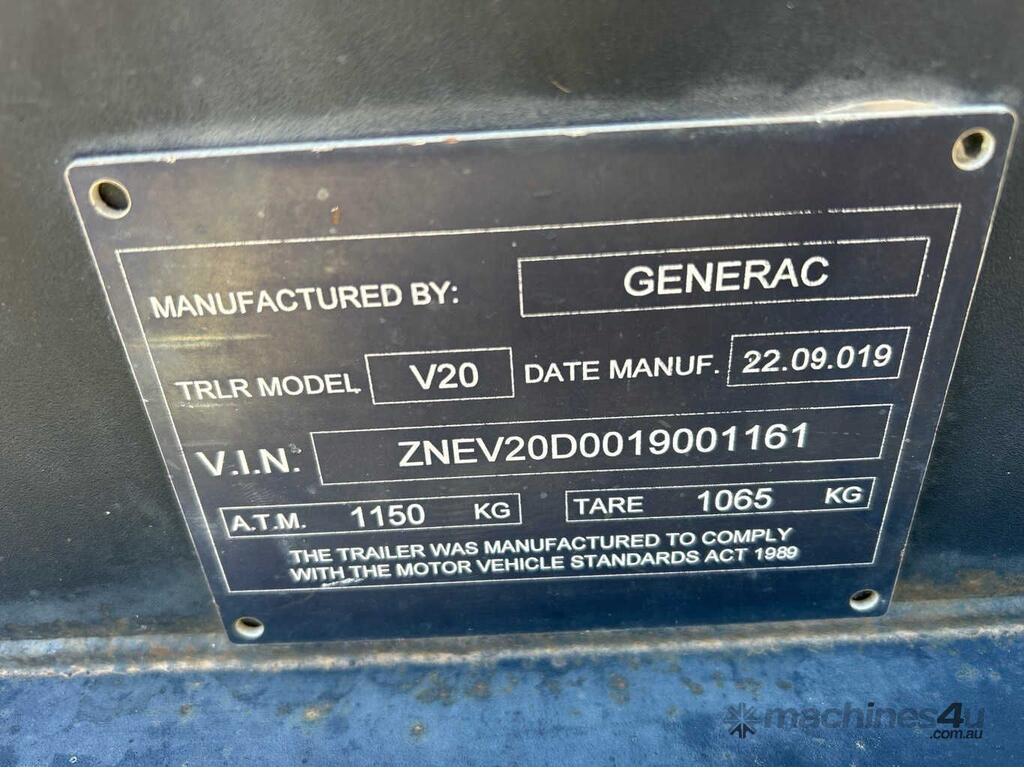 MANUFACTURED BY: GENERAC
TRLR MODEL V20 DATE MANUF. 22.09.019
V.I.N. ZNEV20D0019001161
A.T.M. 1150 KG TARE 1065 KG
THE TRAILER WAS MANUFACTURED TO COMPLY
WITH THE MOTOR VEHICLE STANDARDS ACT 1989
machines4u
.com.au